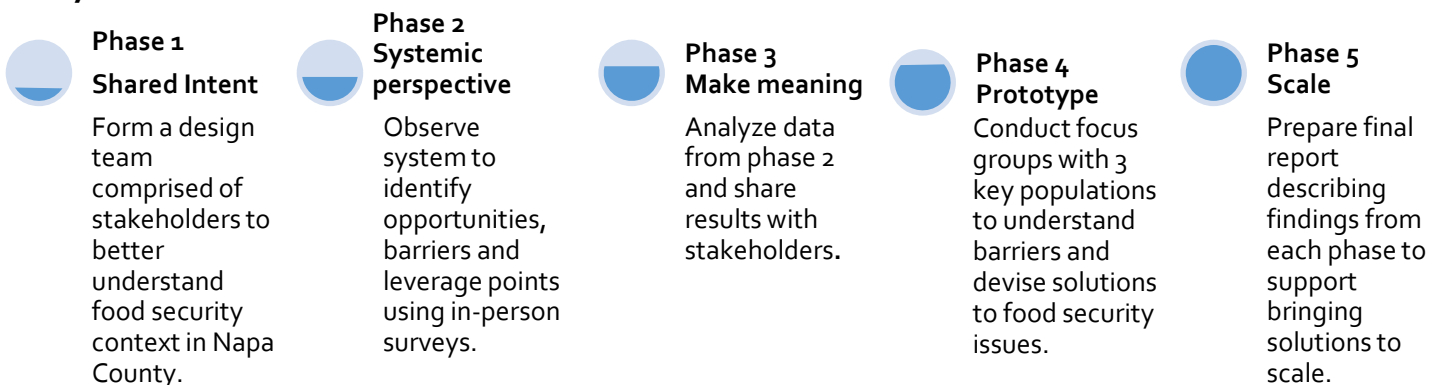 Phase 1
Shared Intent
Form a design
team
comprised of
stakeholders to
better
understand
food security
context in Napa
County.
Phase 2
Systemic
perspective
Observe
system to
identify
opportunities,
barriers and
leverage points
using in-person
surveys.
Phase 3
Make meaning
Analyze data
from phase 2
and share
results with
stakeholders.
Phase 4
Prototype
Conduct focus
groups with 3
key populations
to understand
barriers and
devise solutions
to food security
issues.
Phase 5
Scale
Prepare final
report
describing
findings from
each phase to
support
bringing
solutions to
scale.